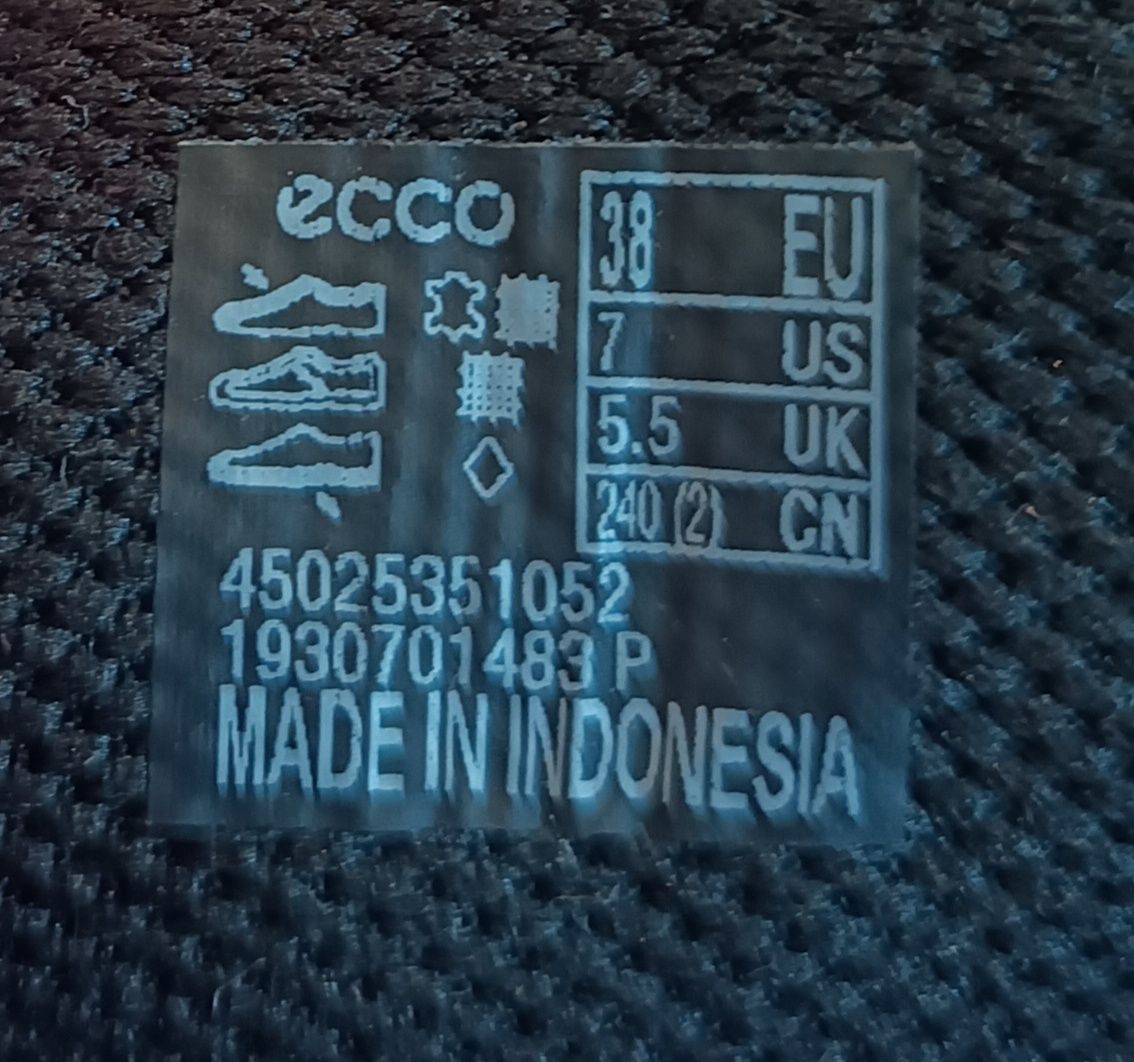 ecco
38 EU
7 US
5.5 UK
240 (2) CN
45025351052
1930701483 P
MADE IN INDONESIA